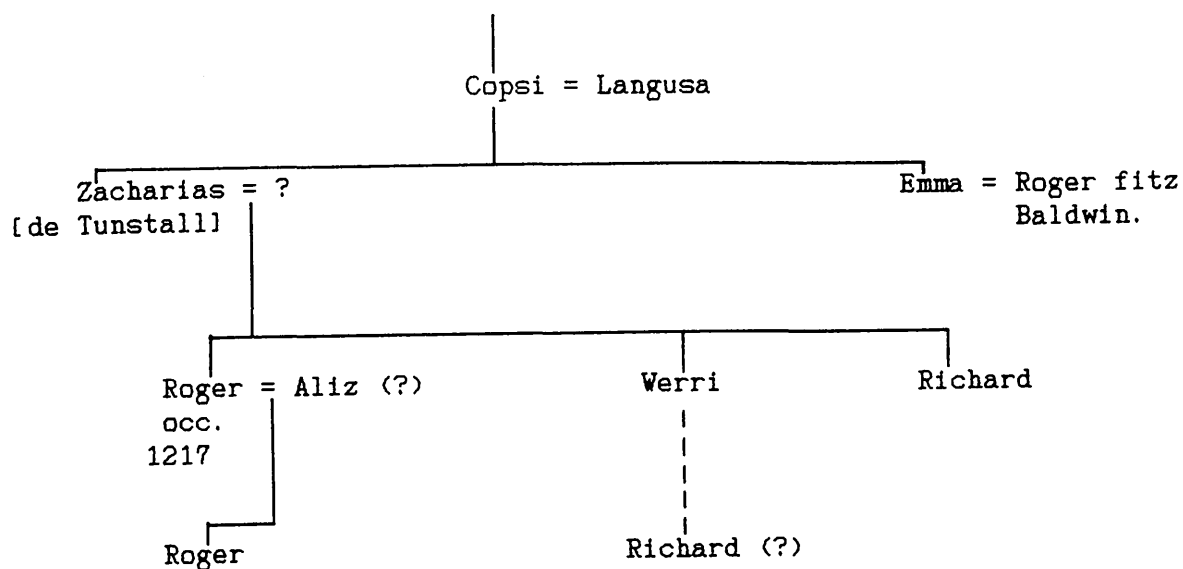 Copsi = Langusa
Zacharias = ?
[de Tunstall]
Emma = Roger fitz
Baldwin.
Roger = Aliz (?)
occ.
1217
Werri
Richard
Roger
Richard (?)